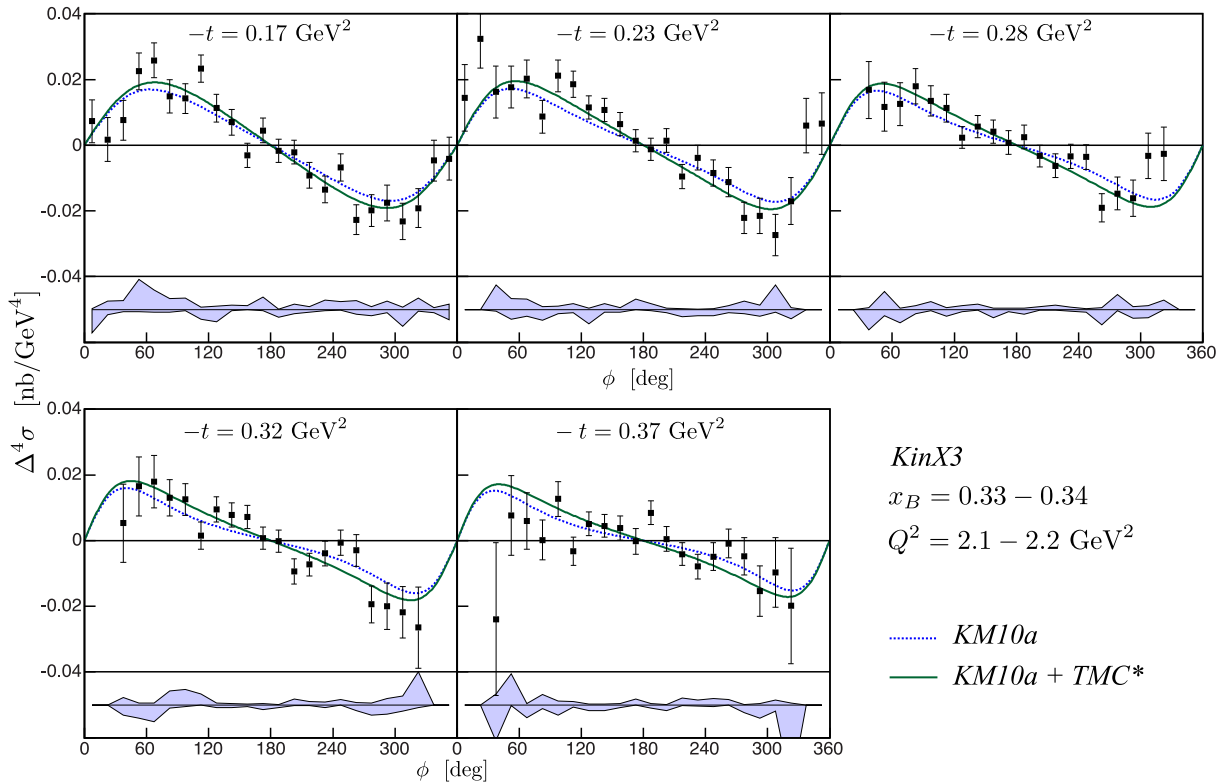 0.04
0.02
0
-0.02
-0.04
−t = 0.17 GeV²
−t = 0.23 GeV²
−t = 0.28 GeV²
0 60 120 180 240 300 0 60 120 180 240 300 0 60 120 180 240 300 360
ϕ [deg]
ϕ [deg]
Δ⁴σ [nb/GeV⁴]
0.04
0.02
0
-0.02
-0.04
−t = 0.32 GeV²
− t = 0.37 GeV²
0 60 120 180 240 300 0 60 120 180 240 300 360
ϕ [deg]
ϕ [deg]
KinX3
x_B = 0.33 − 0.34
Q² = 2.1 − 2.2 GeV²
KM10a
KM10a + TMC*